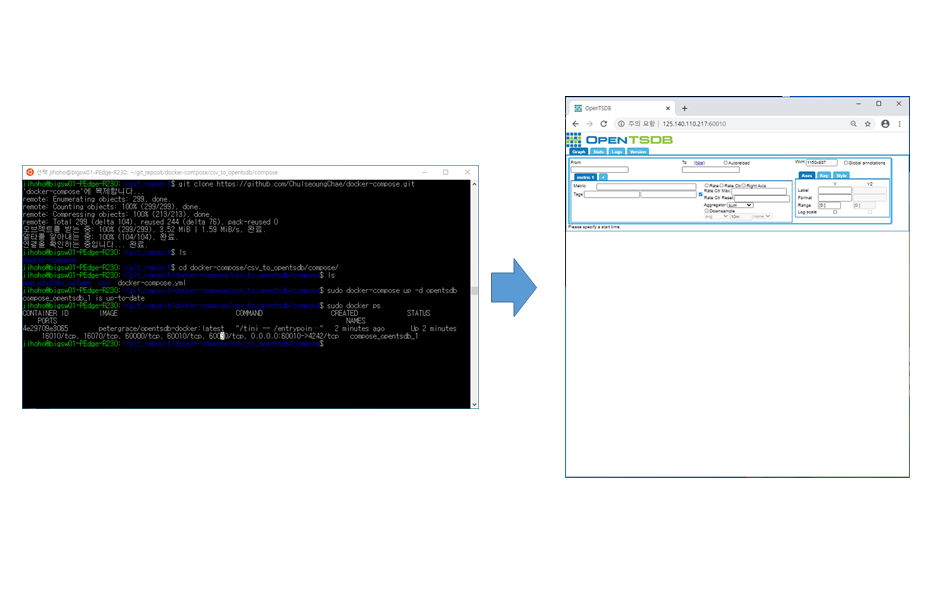 선택 jihoho@bigsw01-PEdge-R230: ~/git_reposit/docker-compose/csv_to_opentsdb/compose
jihoho@bigsw01-PEdge-R230:~/git_reposit$ git clone https://github.com/ChulseoungChae/docker-compose.git
'docker-compose'에 복제합니다...
remote: Enumerating objects: 299, done.
remote: Counting objects: 100% (299/299), done.
remote: Compressing objects: 100% (213/213), done.
remote: Total 299 (delta 104), reused 244 (delta 76), pack-reused 0
오브젝트를 받는 중: 100% (299/299), 3.52 MiB | 1.59 MiB/s, 완료.
델타를 알아내는 중: 100% (104/104), 완료.
연결을 확인하는 중입니다... 완료.
jihoho@bigsw01-PEdge-R230:~/git_reposit$ ls
docker-compose
jihoho@bigsw01-PEdge-R230:~/git_reposit$ cd docker-compose/csv_to_opentsdb/compose/
jihoho@bigsw01-PEdge-R230:~/git_reposit/docker-compose/csv_to_opentsdb/compose$ ls
docker-compose.yml
jihoho@bigsw01-PEdge-R230:~/git_reposit/docker-compose/csv_to_opentsdb/compose$ sudo docker-compose up -d opentsdb
compose_opentsdb_1 is up-to-date
jihoho@bigsw01-PEdge-R230:~/git_reposit/docker-compose/csv_to_opentsdb/compose$ sudo docker ps
CONTAINER ID IMAGE COMMAND CREATED STATUS
PORTS NAMES
4e29709e3065 petergrace/opentsdb-docker:latest "/tini -- /entrypoin…" 2 minutes ago Up 2 minutes
16010/tcp, 16070/tcp, 60000/tcp, 60010/tcp, 60030/tcp, 0.0.0.0:60010->4242/tcp compose_opentsdb_1
jihoho@bigsw01-PEdge-R230:~/git_reposit/docker-compose/csv_to_opentsdb/compose$
OpenTSDB
주의 요함 | 125.140.110.217:60010
OPENTSDB
Graph Stats Logs Version
From To (now) Autoreload WxH: Global annotations
metric 1 +
Metric: Rate Rate Ctr Right Axis
Tags Rate Ctr Max:
Rate Ctr Reset:
Aggregator: sum
Downsample
avg 10m none
Axes Key Style
Y Y2
Label
Format
Range [0:] [0:]
Log scale
Please specify a start time.